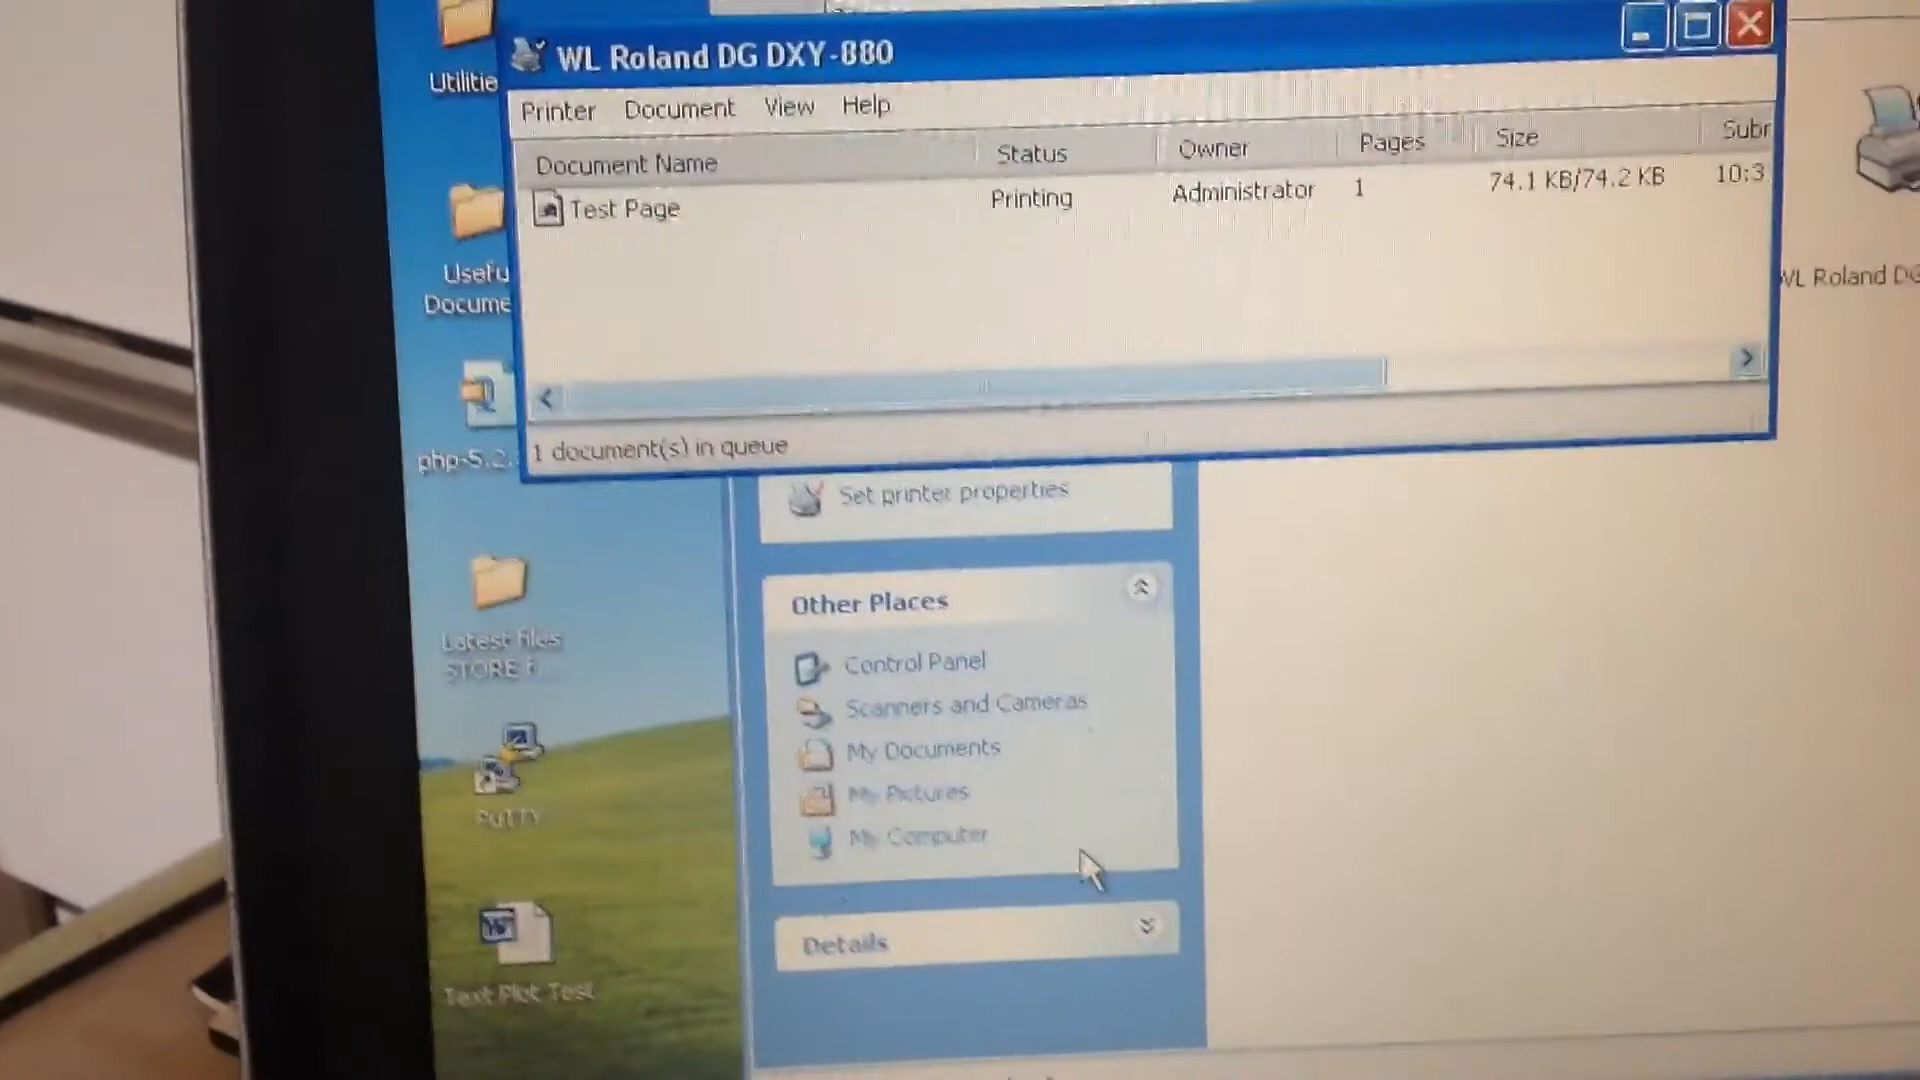 WL Roland DG DXY-880
Printer Document View Help
Document Name Status Owner Pages Size Subr
Test Page Printing Administrator 1 74.1 KB/74.2 KB 10:3
1 document(s) in queue
Set printer properties
Other Places
Control Panel
Scanners and Cameras
My Documents
My Pictures
My Computer
Details
Utilitie
Usefu
Docume
php-5.2.
Latest files
STORE
PuTTY
Text Plot Test
WL Roland DG